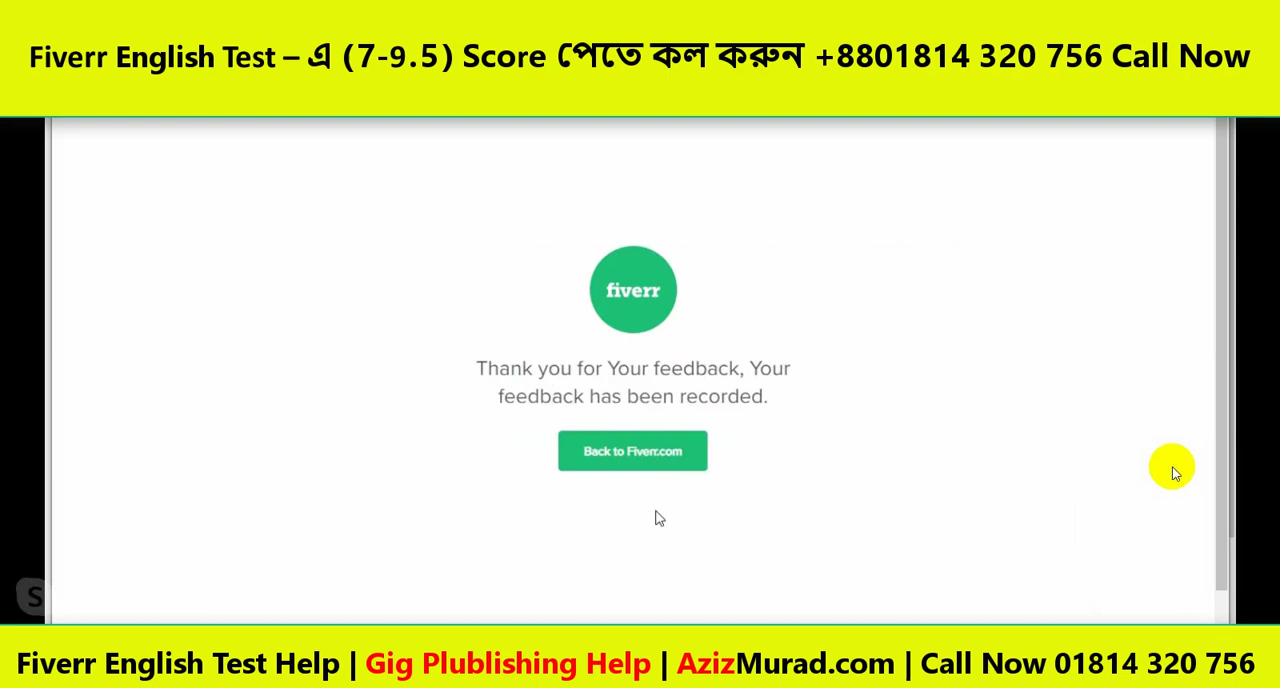 Fiverr English Test – এ (7-9.5) Score পেতে কল করুন +8801814 320 756 Call Now
fiverr
Thank you for Your feedback, Your
feedback has been recorded.
Back to Fiverr.com
S
Fiverr English Test Help | Gig Plublishing Help | AzizMurad.com | Call Now 01814 320 756